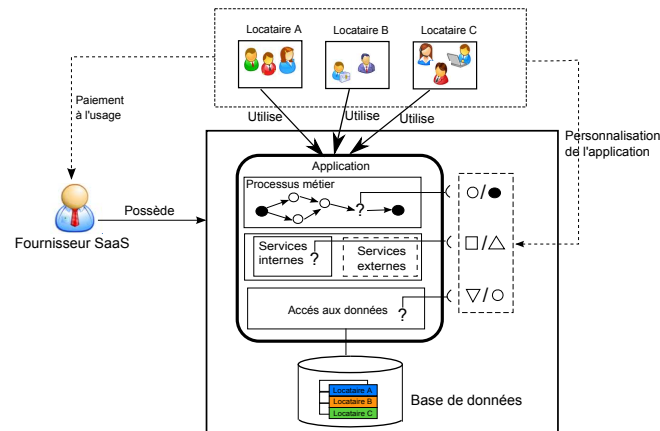 Locataire A
Locataire B
Locataire C
Paiement
à l'usage
Utilise
Utilise
Utilise
Personnalisation
de l'application
Application
Processus métier
?
/
Possède
Fournisseur SaaS
Services
internes ?
Services
externes
/
Accés aux données
?
/
Locataire A
Locataire B
Locataire C
Base de données